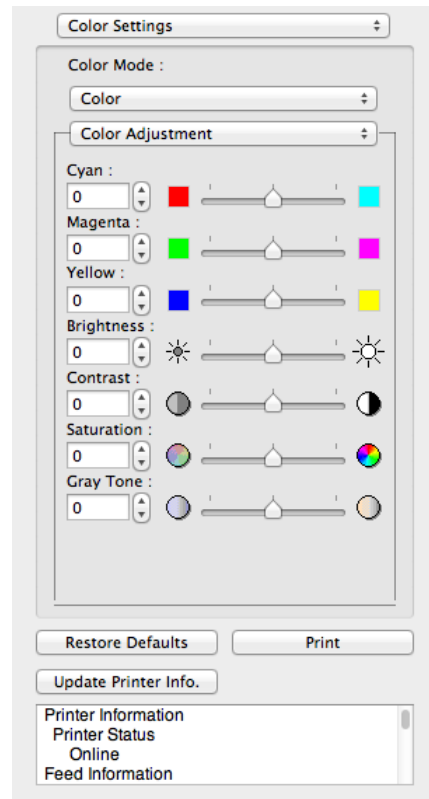 Color Settings
Color Mode :
Color
Color Adjustment
Cyan :
0
Magenta :
0
Yellow :
0
Brightness :
0
Contrast :
0
Saturation :
0
Gray Tone :
0
Restore Defaults Print
Update Printer Info.
Printer Information
Printer Status
Online
Feed Information